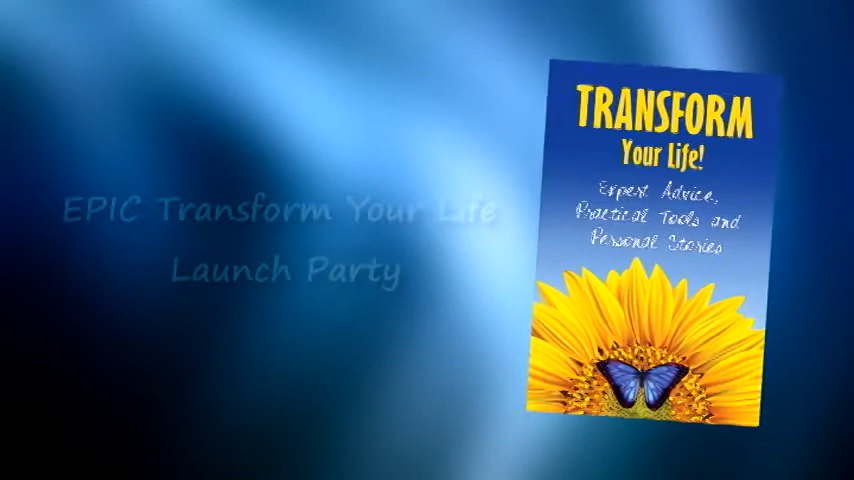 EPIC Transform Your Life
Launch Party
TRANSFORM
Your Life!
Expert Advice,
Practical Tools and
Personal Stories